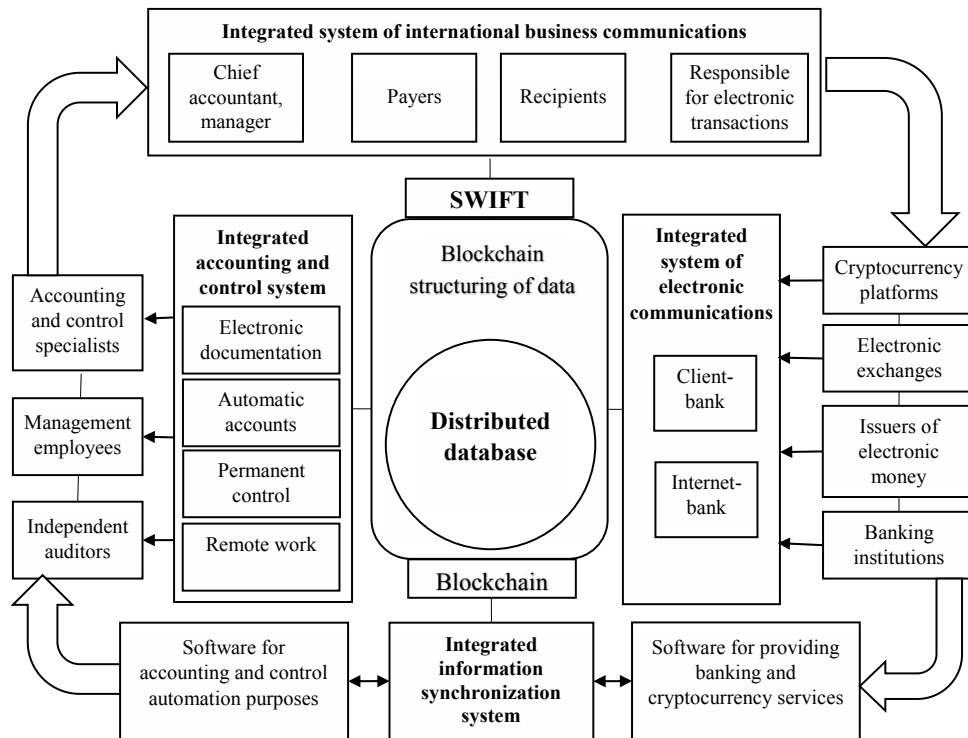 Integrated system of international business communications
Chief
accountant,
manager
Payers
Recipients
Responsible
for electronic
transactions
SWIFT
Integrated
accounting and
control system
Electronic
documentation
Automatic
accounts
Permanent
control
Remote work
Blockchain
structuring of data
Distributed
database
Blockchain
Integrated
system of
electronic
communications
Client-
bank
Internet-
bank
Accounting
and control
specialists
Management
employees
Independent
auditors
Cryptocurrency
platforms
Electronic
exchanges
Issuers of
electronic
money
Banking
institutions
Software for
accounting and control
automation purposes
Integrated
information
synchronization
system
Software for providing
banking and
cryptocurrency services